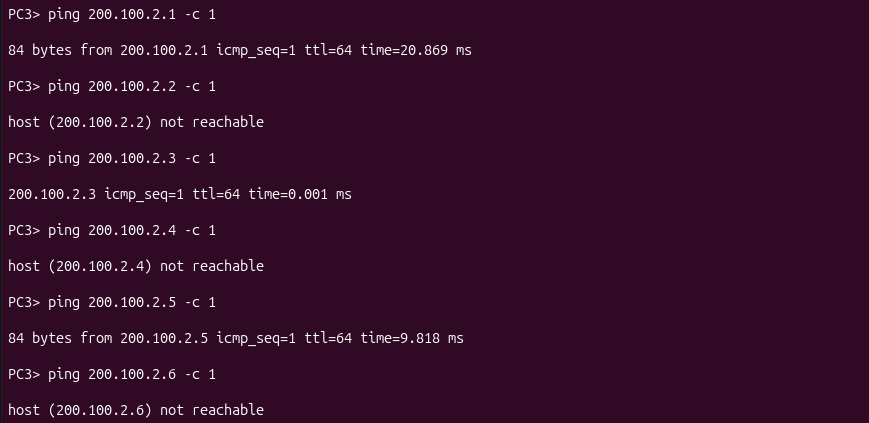 PC3> ping 200.100.2.1 -c 1
84 bytes from 200.100.2.1 icmp_seq=1 ttl=64 time=20.869 ms
PC3> ping 200.100.2.2 -c 1
host (200.100.2.2) not reachable
PC3> ping 200.100.2.3 -c 1
200.100.2.3 icmp_seq=1 ttl=64 time=0.001 ms
PC3> ping 200.100.2.4 -c 1
host (200.100.2.4) not reachable
PC3> ping 200.100.2.5 -c 1
84 bytes from 200.100.2.5 icmp_seq=1 ttl=64 time=9.818 ms
PC3> ping 200.100.2.6 -c 1
host (200.100.2.6) not reachable